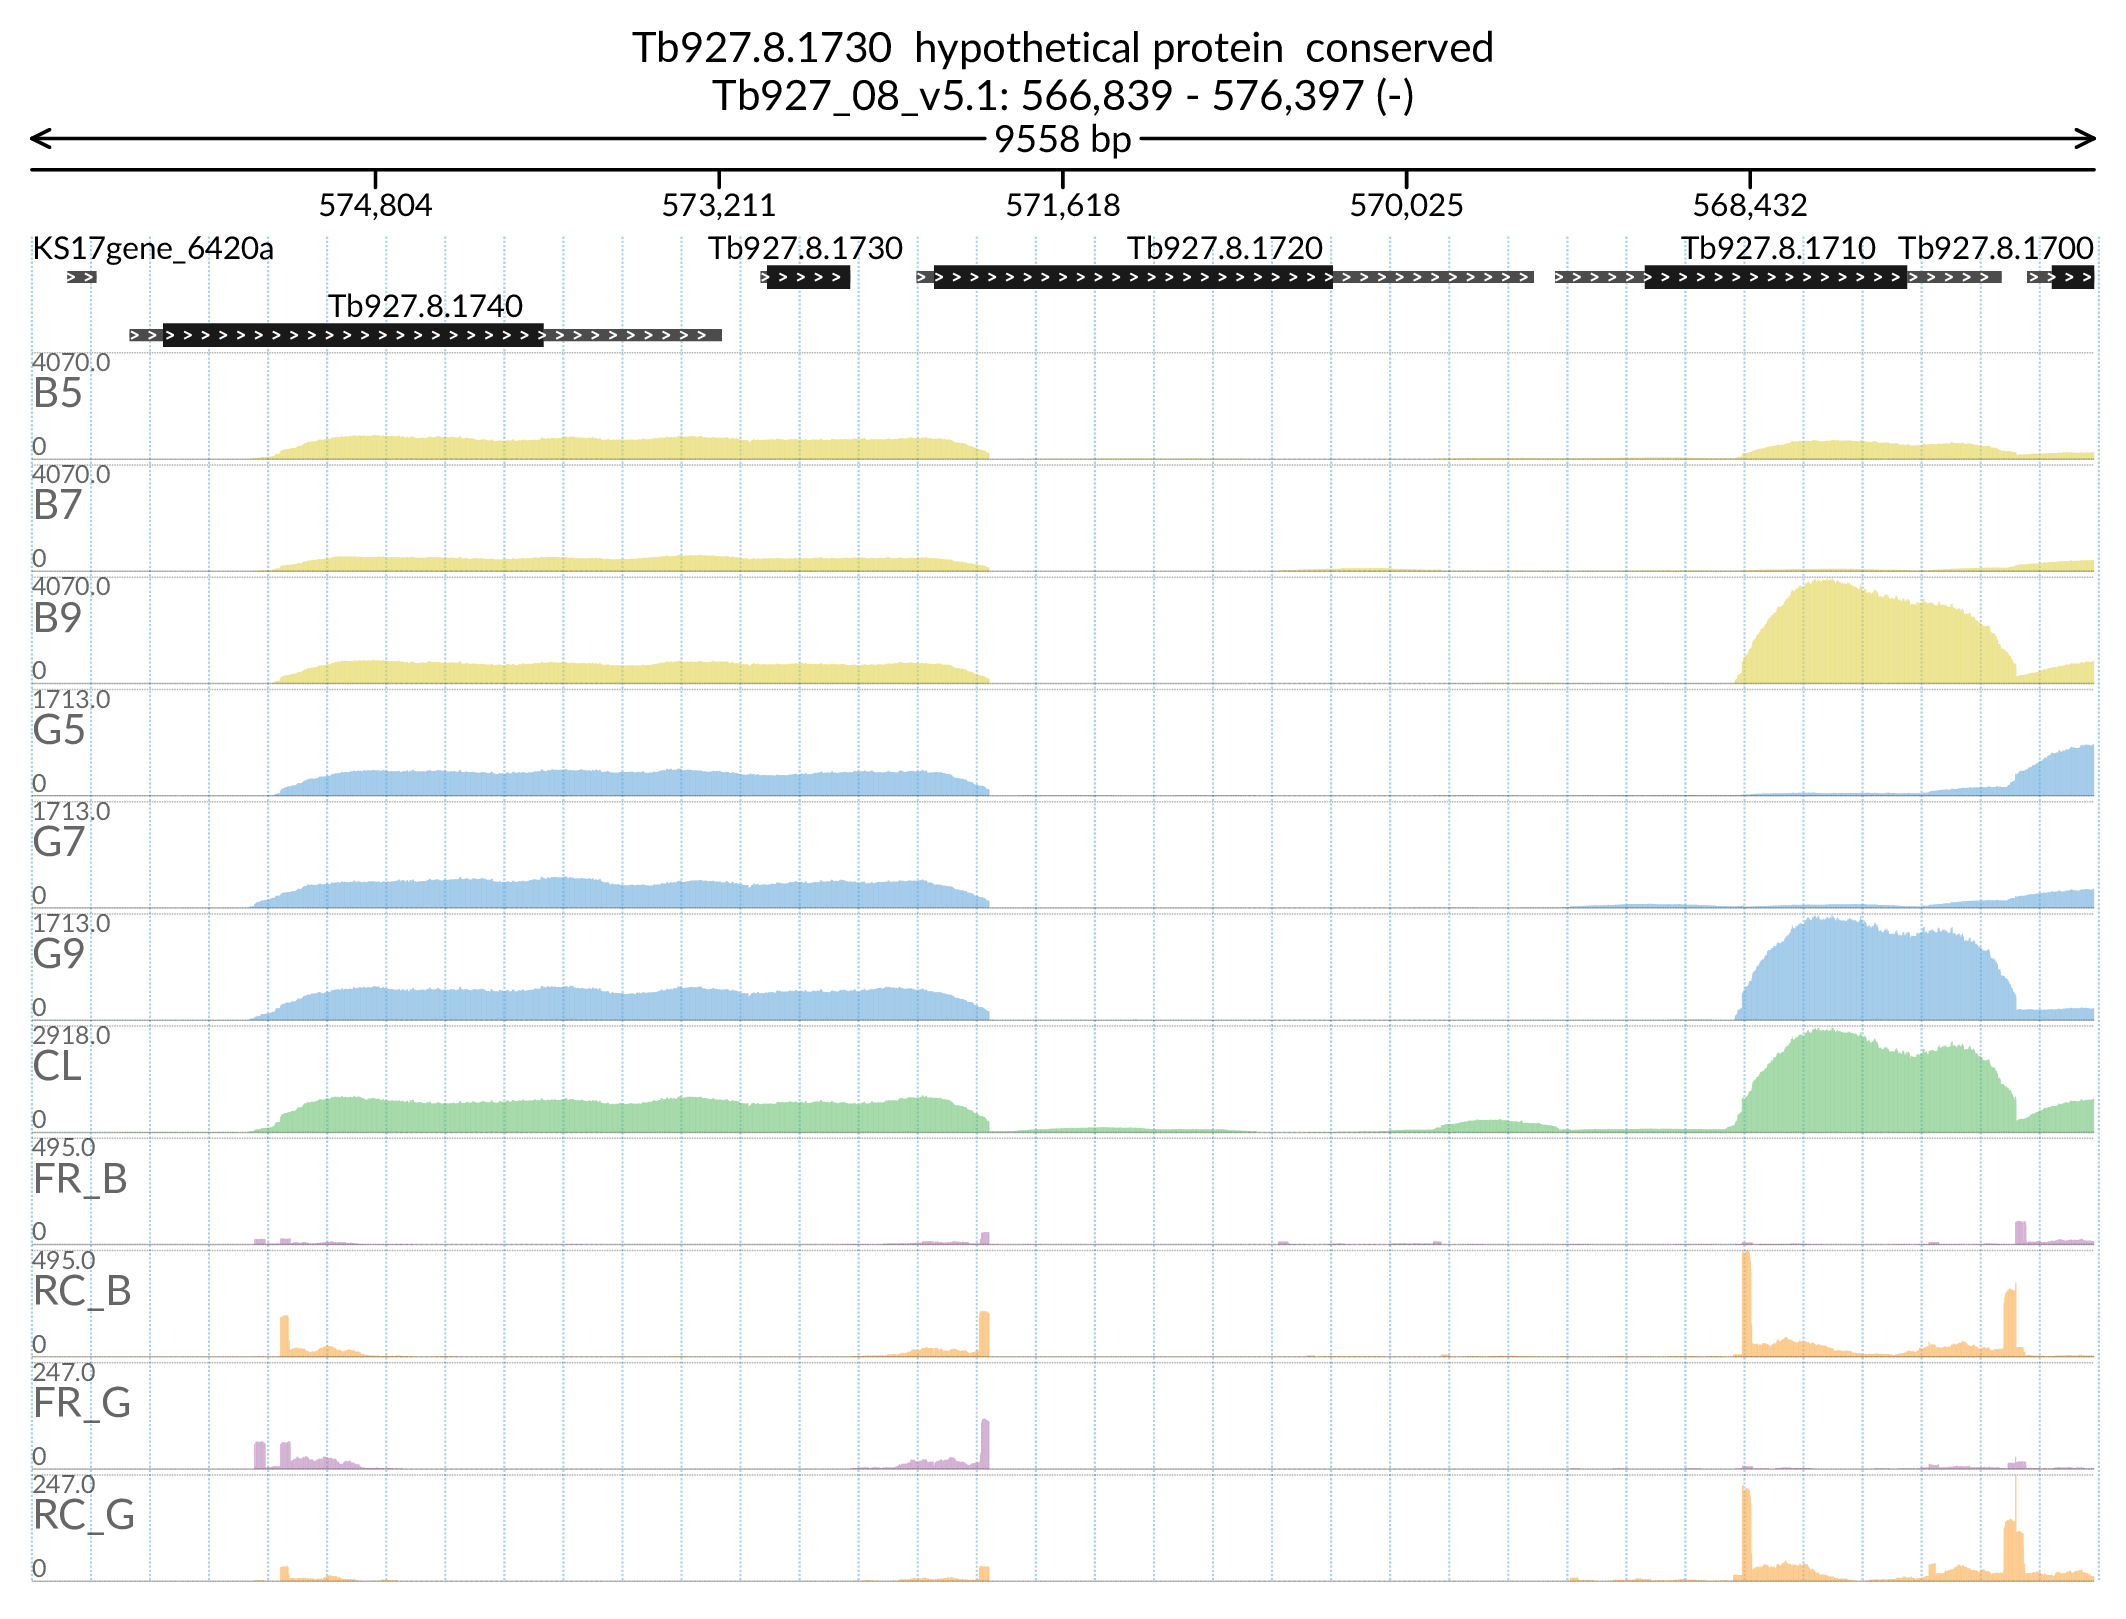 Tb927.8.1730  hypothetical protein  conserved
Tb927_08_v5.1: 566,839 - 576,397 (-)
9558 bp
574,804 573,211 571,618 570,025 568,432
KS17gene_6420a Tb927.8.1730 Tb927.8.1720 Tb927.8.1710 Tb927.8.1700
Tb927.8.1740
4070.0
B5
0
4070.0
B7
0
4070.0
B9
0
1713.0
G5
0
1713.0
G7
0
1713.0
G9
0
2918.0
CL
0
495.0
FR_B
0
495.0
RC_B
0
247.0
FR_G
0
247.0
RC_G
0